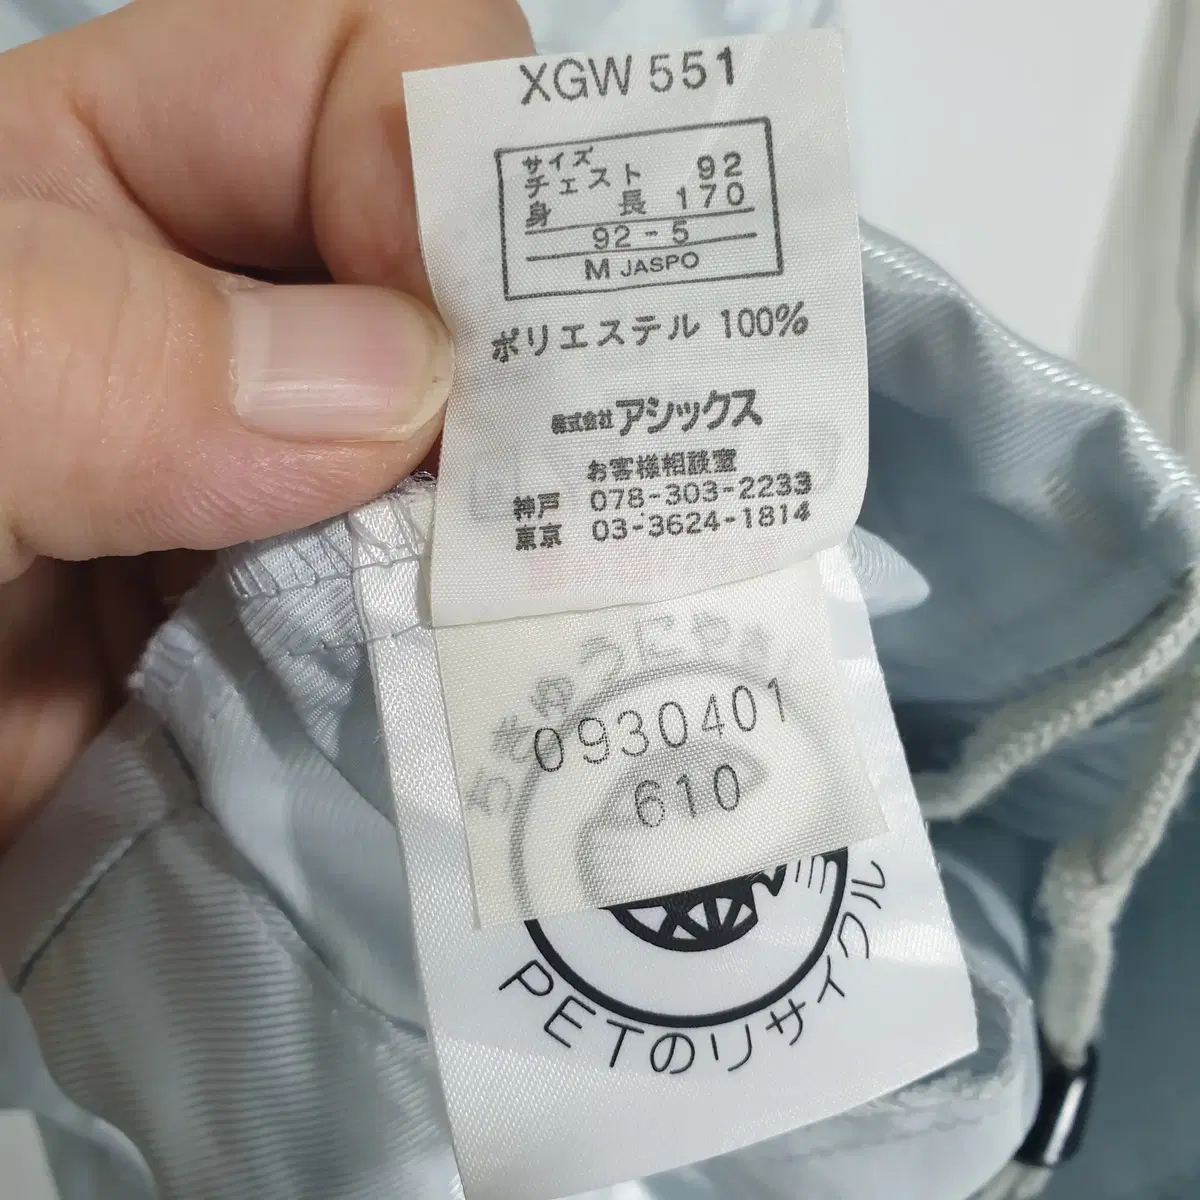 XGW 551
サイズ
チェスト 92
身長 170
92-5
M JASPO
ポリエステル 100%
株式会社アシックス
お客様相談室
神戸 078-303-2233
東京 03-3624-1814
0930401
610
PETのリサイクル